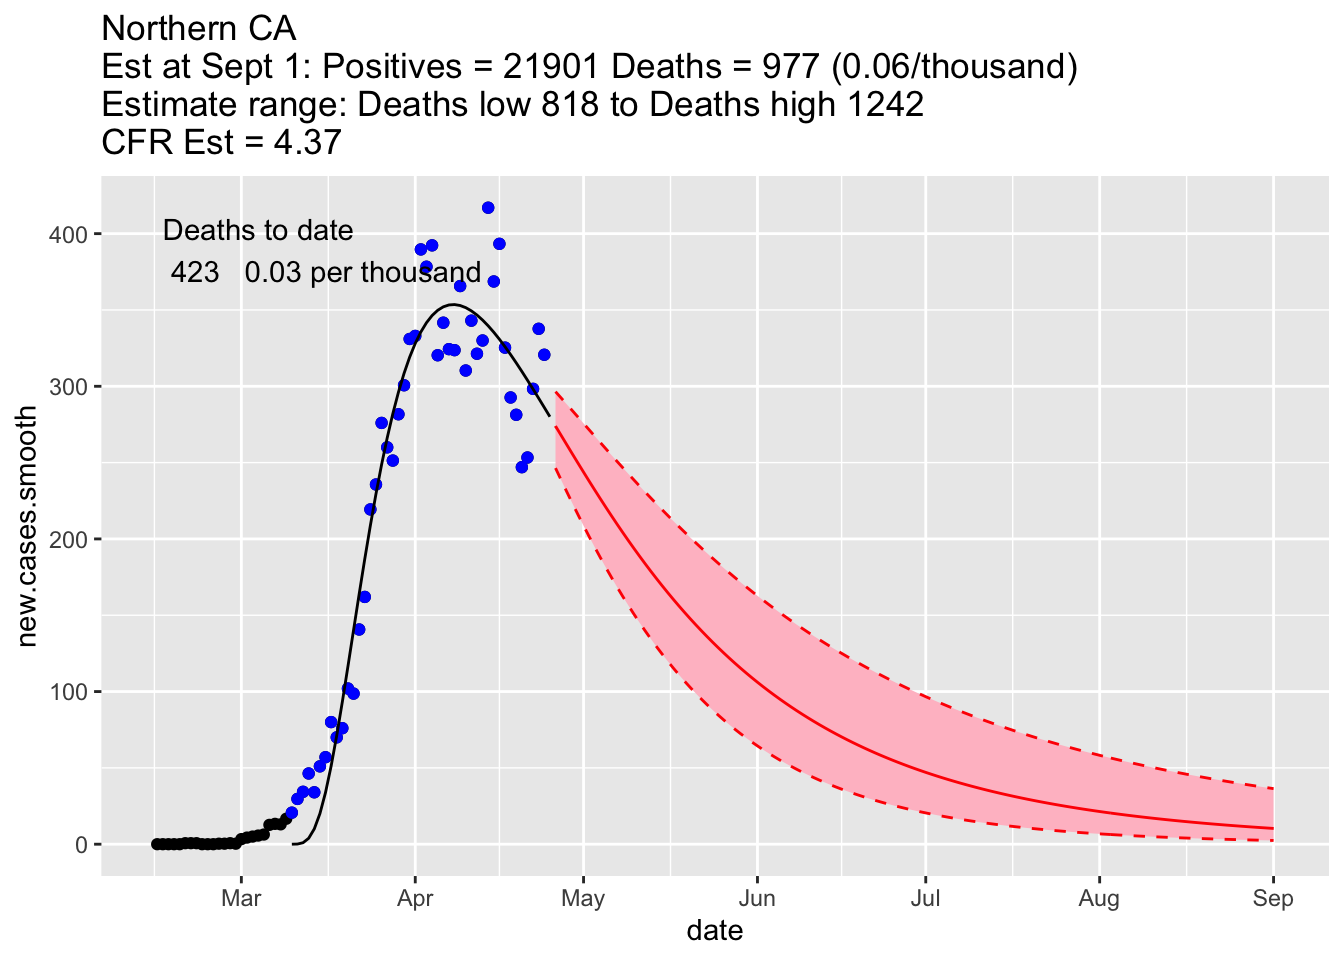 Northern CA
Est at Sept 1: Positives = 21901 Deaths = 977 (0.06/thousand)
Estimate range: Deaths low 818 to Deaths high 1242
CFR Est = 4.37
Deaths to date
423 0.03 per thousand
400
300
200
100
0
new.cases.smooth
Mar Apr May Jun Jul Aug Sep
date